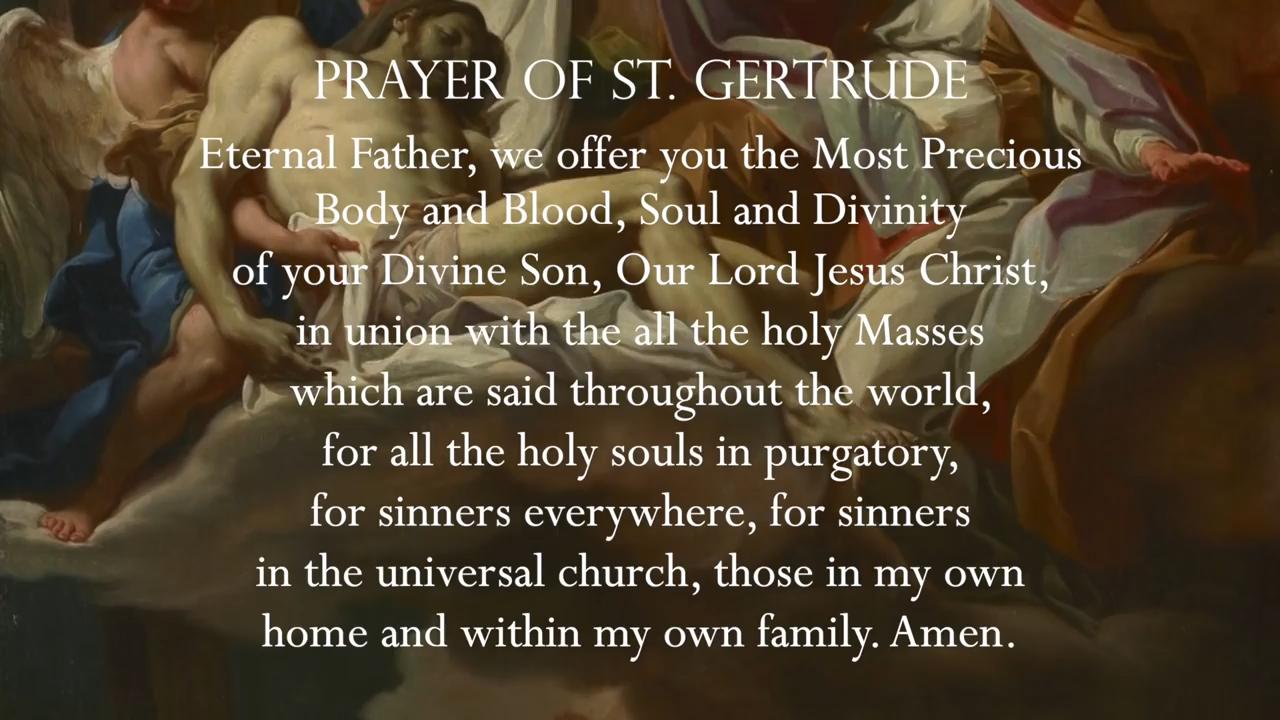 PRAYER OF ST. GERTRUDE
Eternal Father, we offer you the Most Precious
Body and Blood, Soul and Divinity
of your Divine Son, Our Lord Jesus Christ,
in union with the all the holy Masses
which are said throughout the world,
for all the holy souls in purgatory,
for sinners everywhere, for sinners
in the universal church, those in my own
home and within my own family. Amen.